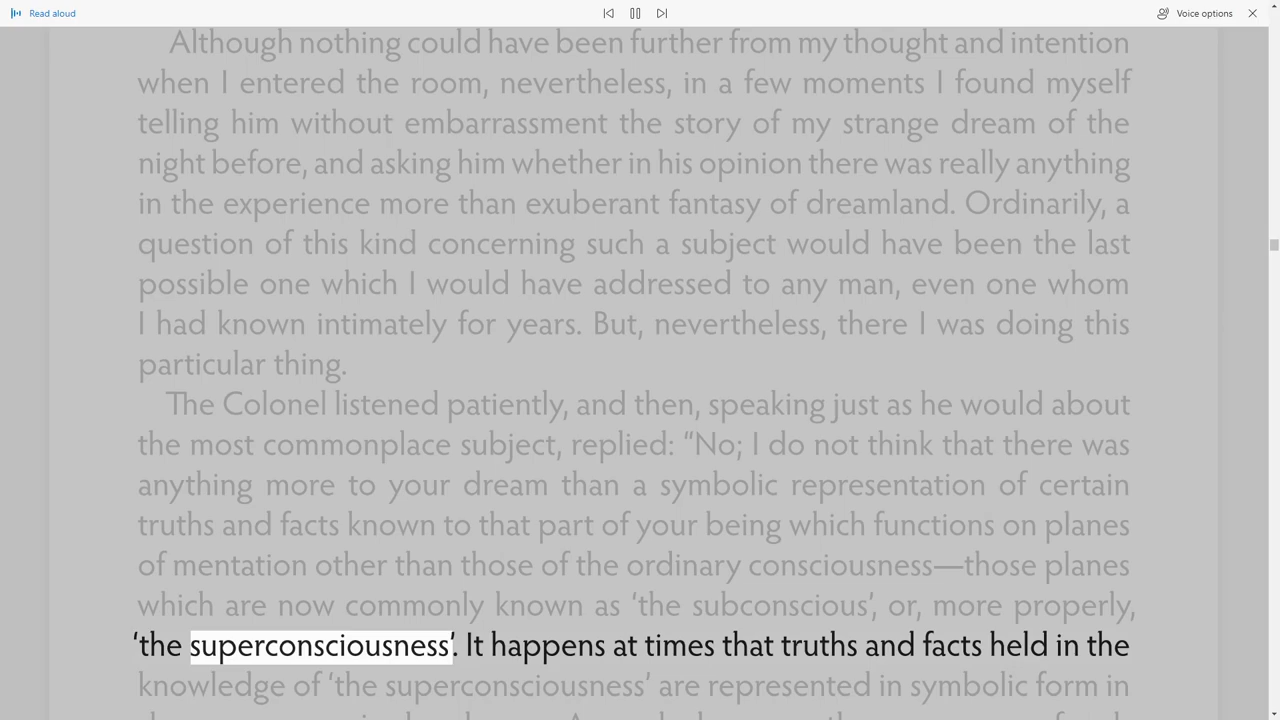 Read aloud
Voice options
Although nothing could have been further from my thought and intention
when I entered the room, nevertheless, in a few moments I found myself
telling him without embarrassment the story of my strange dream of the
night before, and asking him whether in his opinion there was really anything
in the experience more than exuberant fantasy of dreamland. Ordinarily, a
question of this kind concerning such a subject would have been the last
possible one which I would have addressed to any man, even one whom
I had known intimately for years. But, nevertheless, there I was doing this
particular thing.
The Colonel listened patiently, and then, speaking just as he would about
the most commonplace subject, replied: “No; I do not think that there was
anything more to your dream than a symbolic representation of certain
truths and facts known to that part of your being which functions on planes
of mentation other than those of the ordinary consciousness—those planes
which are now commonly known as ‘the subconscious’, or, more properly,
‘the superconsciousness’. It happens at times that truths and facts held in the
knowledge of ‘the superconsciousness’ are represented in symbolic form in